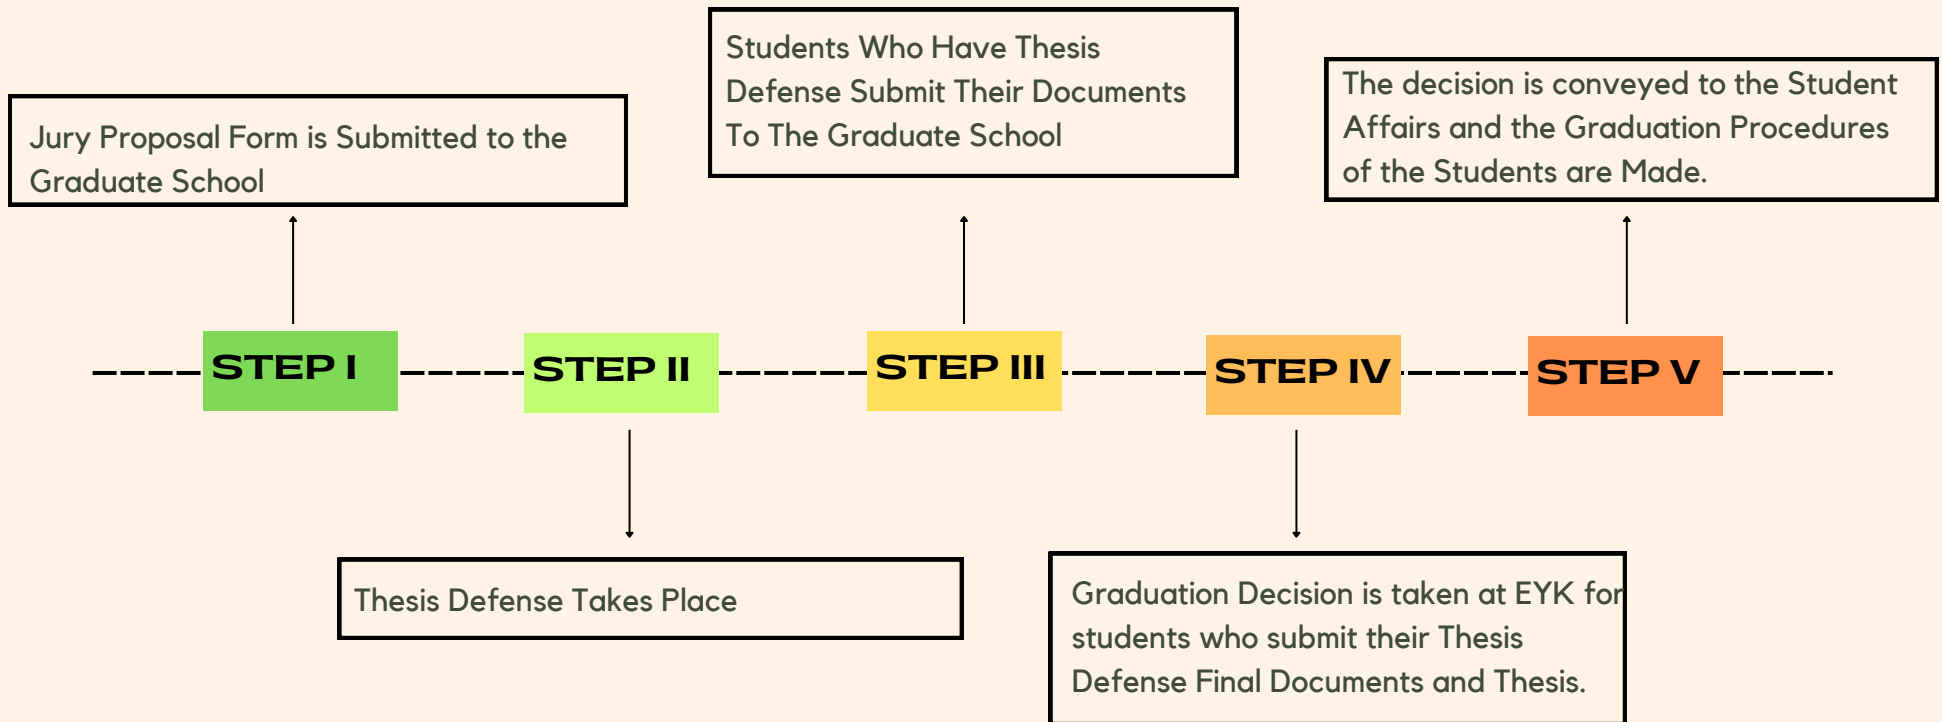 Students Who Have Thesis
Defense Submit Their Documents
To The Graduate School
The decision is conveyed to the Student
Affairs and the Graduation Procedures
of the Students are Made.
Jury Proposal Form is Submitted to the
Graduate School
STEP I
STEP II
STEP III
STEP IV
STEP V
Thesis Defense Takes Place
Graduation Decision is taken at EYK for
students who submit their Thesis
Defense Final Documents and Thesis.